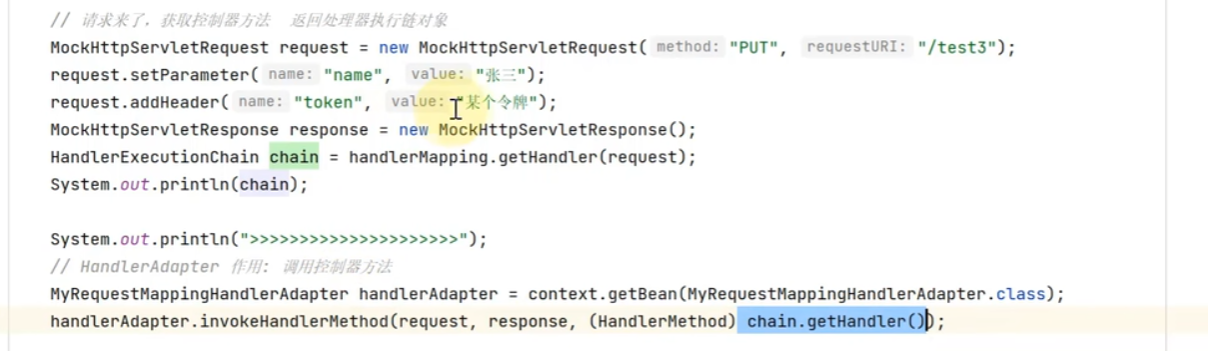 // 请求来了，获取控制器方法  返回处理器执行链对象
MockHttpServletRequest request = new MockHttpServletRequest( method: "PUT", requestURI: "/test3");
request.setParameter( name: "name", value: "张三");
request.addHeader( name: "token", value: "某个令牌");
MockHttpServletResponse response = new MockHttpServletResponse();
HandlerExecutionChain chain = handlerMapping.getHandler(request);
System.out.println(chain);
System.out.println(">>>>>>>>>>>>>>>>>>>>>");
// HandlerAdapter 作用: 调用控制器方法
MyRequestMappingHandlerAdapter handlerAdapter = context.getBean(MyRequestMappingHandlerAdapter.class);
handlerAdapter.invokeHandlerMethod(request, response, (HandlerMethod) chain.getHandler());